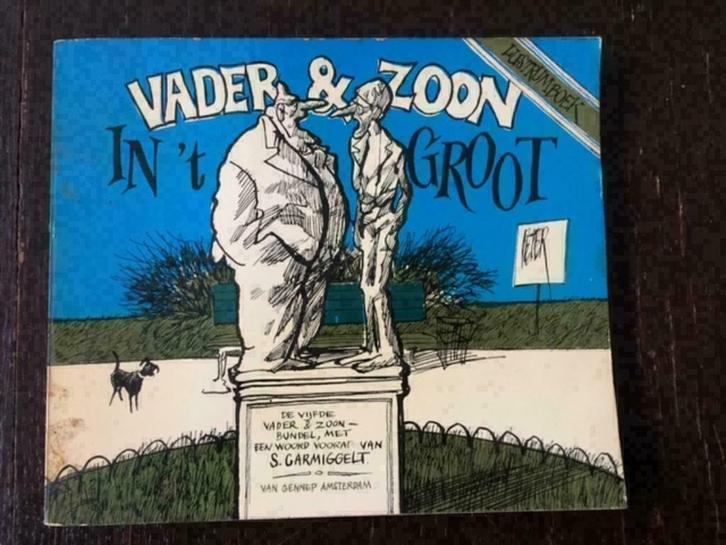 VADER & ZOON
IN 't GROOT
LUSTRUMBOEK
PETER
DE VIJFDE
VADER & ZOON -
BUNDEL, MET
EEN WOORD VOORAF VAN
S. CARMIGGELT.
VAN GENNEP AMSTERDAM